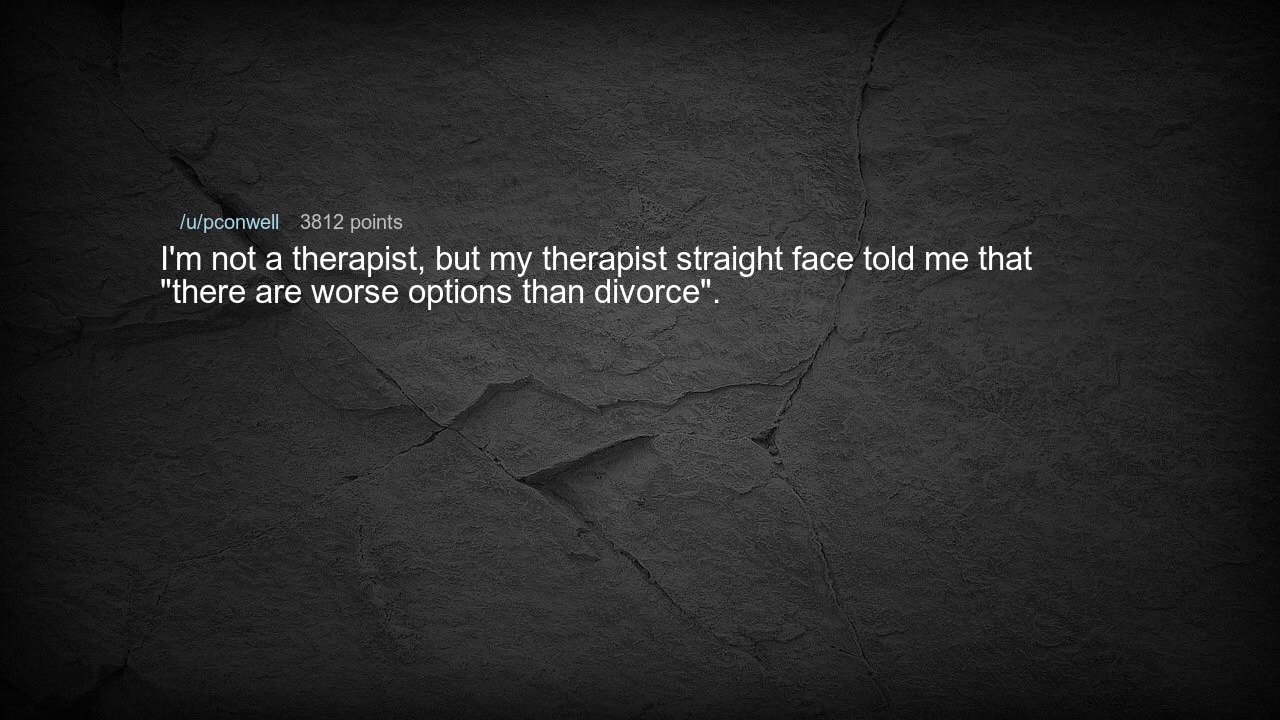 /u/pconwell 3812 points
I'm not a therapist, but my therapist straight face told me that
"there are worse options than divorce".